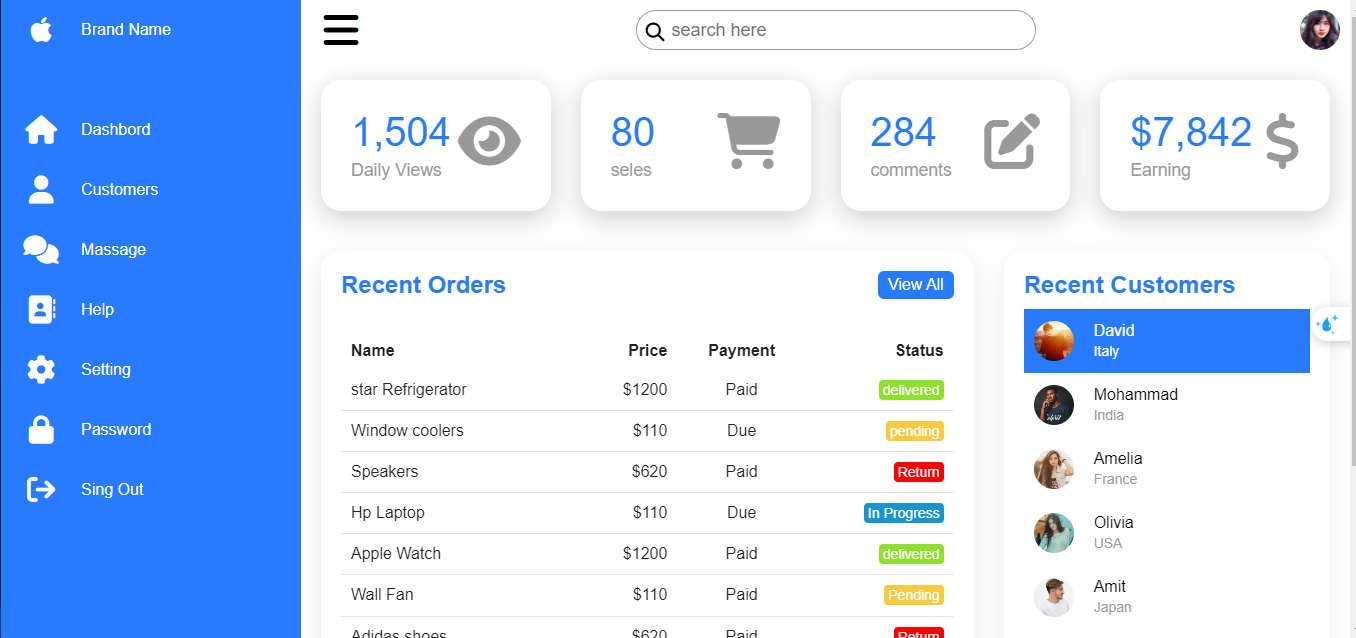 Brand Name
search here
Dashbord
Customers
Massage
Help
Setting
Password
Sing Out
1,504
Daily Views
80
seles
284
comments
$7,842
Earning
Recent Orders
View All
Name Price Payment Status
star Refrigerator $1200 Paid delivered
Window coolers $110 Due pending
Speakers $620 Paid Return
Hp Laptop $110 Due In Progress
Apple Watch $1200 Paid delivered
Wall Fan $110 Paid Pending
Adidas shoes $620 Paid Return
Recent Customers
David
Italy
Mohammad
India
Amelia
France
Olivia
USA
Amit
Japan